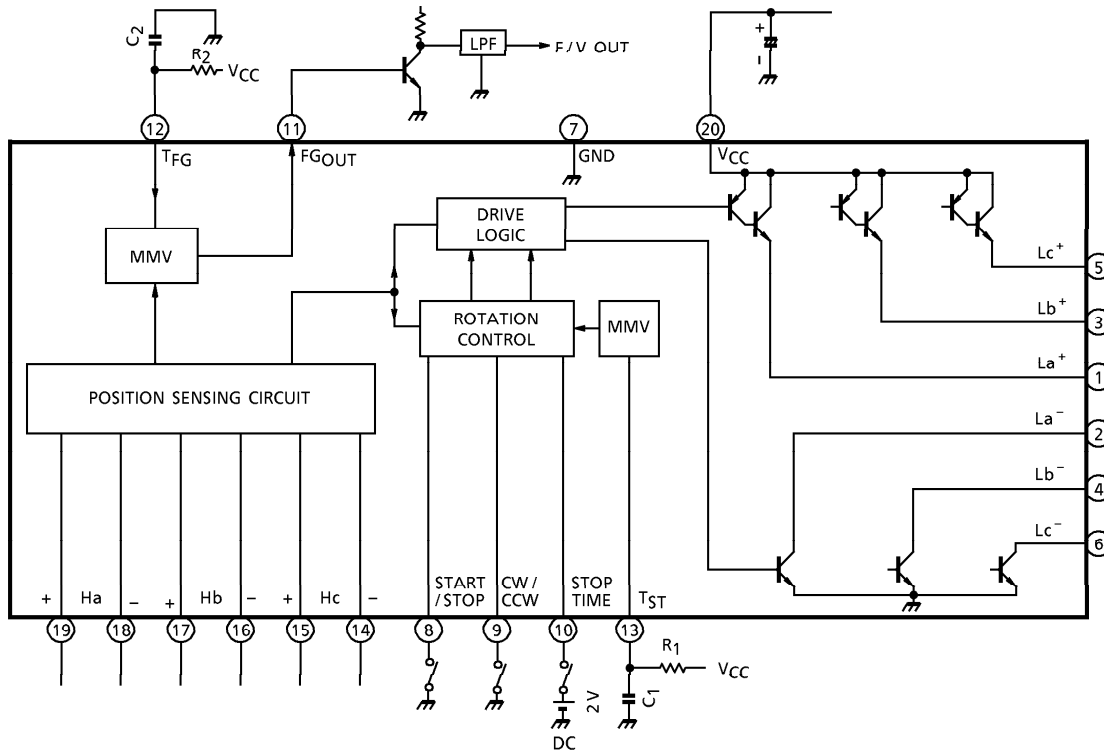 C2
R2
VCC
LPF
F/V OUT
+
-
12
11
7
20
TFG
FGOUT
GND
VCC
MMV
DRIVE
LOGIC
ROTATION
CONTROL
MMV
POSITION SENSING CIRCUIT
Lc+
5
Lb+
3
La+
1
La−
2
Lb−
4
Lc−
6
+ Ha −
+ Hb −
+ Hc −
START
/STOP
CW/
CCW
STOP
TIME
TST
19
18
17
16
15
14
8
9
10
13
R1
VCC
C1
2 V
DC